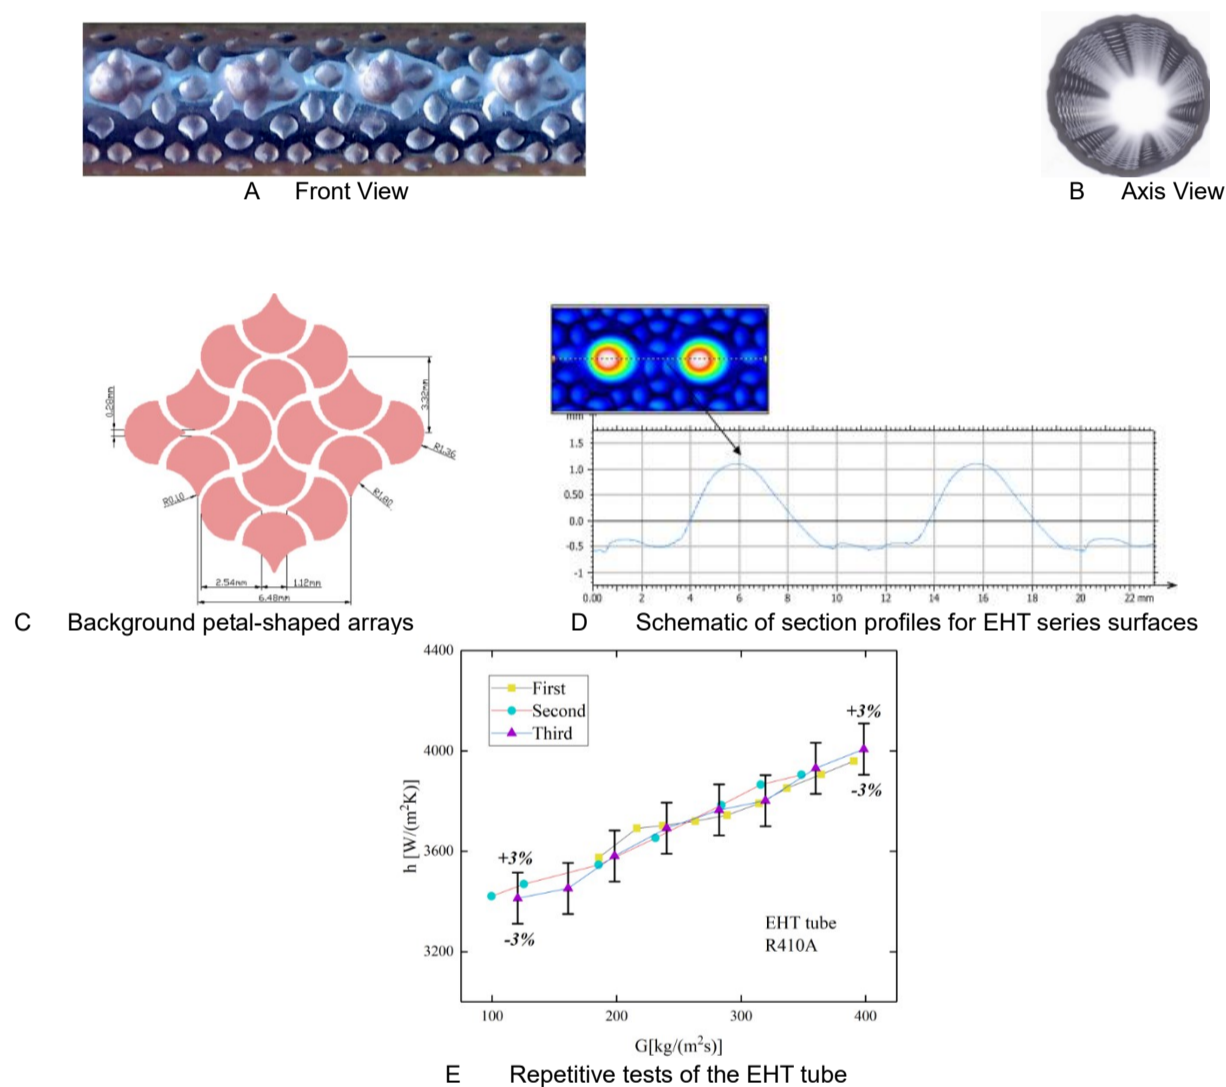 A Front View
B Axis View
0.28mm
3.32mm
R1.36
R0.10
R1.00
2.54mm
1.12mm
6.48mm
C Background petal-shaped arrays
mm
1.5
1.0
0.50
0.0
-0.5
-1
0.00 2 4 6 8 10 12 14 16 18 20 22 mm
D Schematic of section profiles for EHT series surfaces
4400
4000
3600
3200
h [W/(m²K)]
First
Second
Third
+3%
-3%
+3%
-3%
EHT tube
R410A
100 200 300 400
G[kg/(m²s)]
E Repetitive tests of the EHT tube